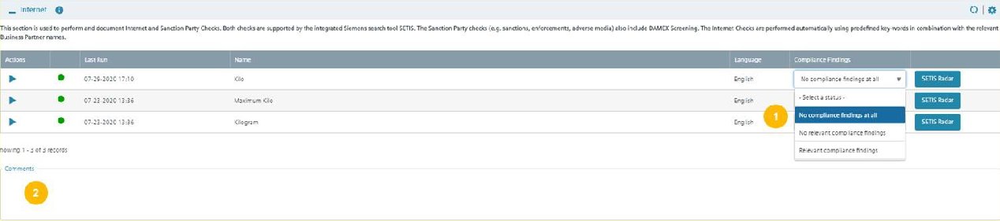 Internet
This section is used to perform and document Internet and Sanction Party Checks. Both checks are supported by the integrated Siemens search tool SETIS. The Sanction Party checks (e.g. sanctions, enforcements, adverse media) also include DAMEX Screening. The Internet Checks are performed automatically using predefined key-words in combination with the relevant
Business Partner names.
Actions Last Run Name Language Compliance Findings
07-29-2020 17:10 Kilo English No compliance findings at all SETIS Radar
07-23-2020 13:36 Maximum Kilo English - Select a status - SETIS Radar
1 No compliance findings at all
07-23-2020 13:36 Kilogram English SETIS Radar
No relevant compliance findings
Relevant compliance findings
howing 1 - 3 of 3 records
Comments
2